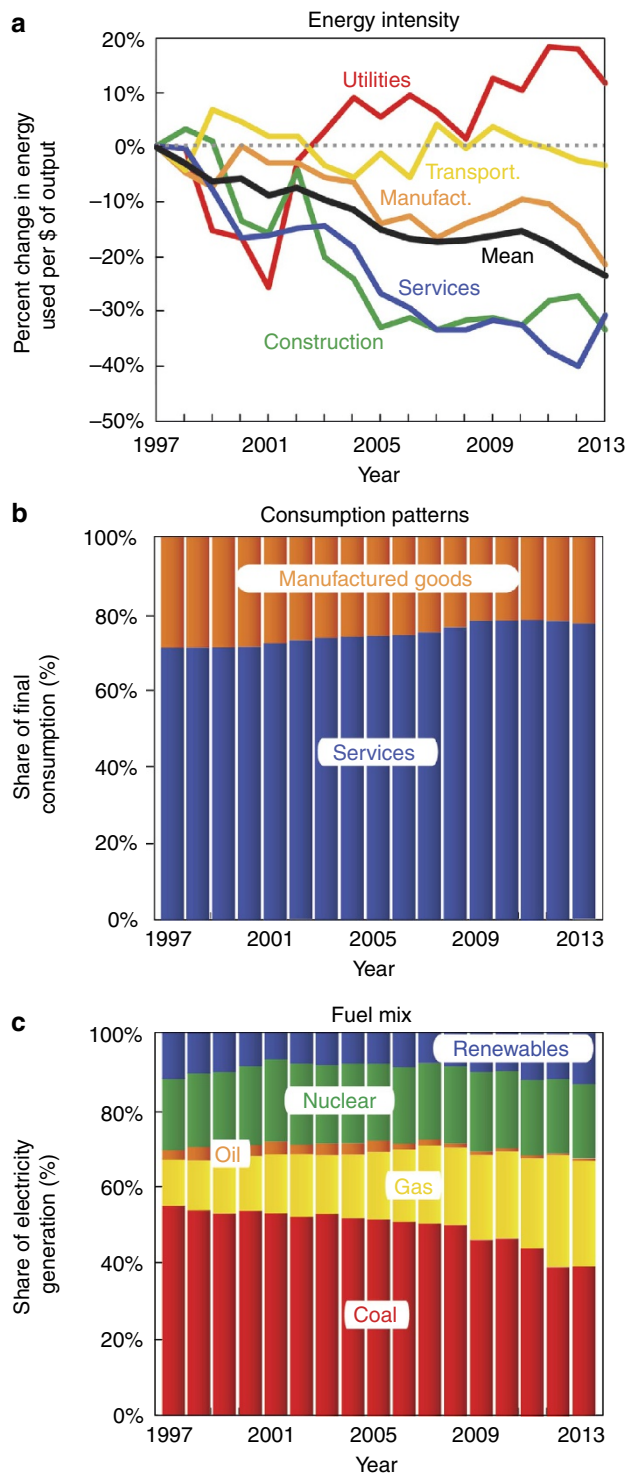 a
Energy intensity
Percent change in energy
used per $ of output
20%
10%
0%
–10%
–20%
–30%
–40%
–50%
Utilities
Transport.
Manufact.
Mean
Services
Construction
1997 2001 2005 2009 2013
Year
b
Consumption patterns
Share of final
consumption (%)
100%
80%
60%
40%
20%
0%
Manufactured goods
Services
1997 2001 2005 2009 2013
Year
c
Fuel mix
Share of electricity
generation (%)
100%
80%
60%
40%
20%
0%
Renewables
Nuclear
Oil
Gas
Coal
1997 2001 2005 2009 2013
Year